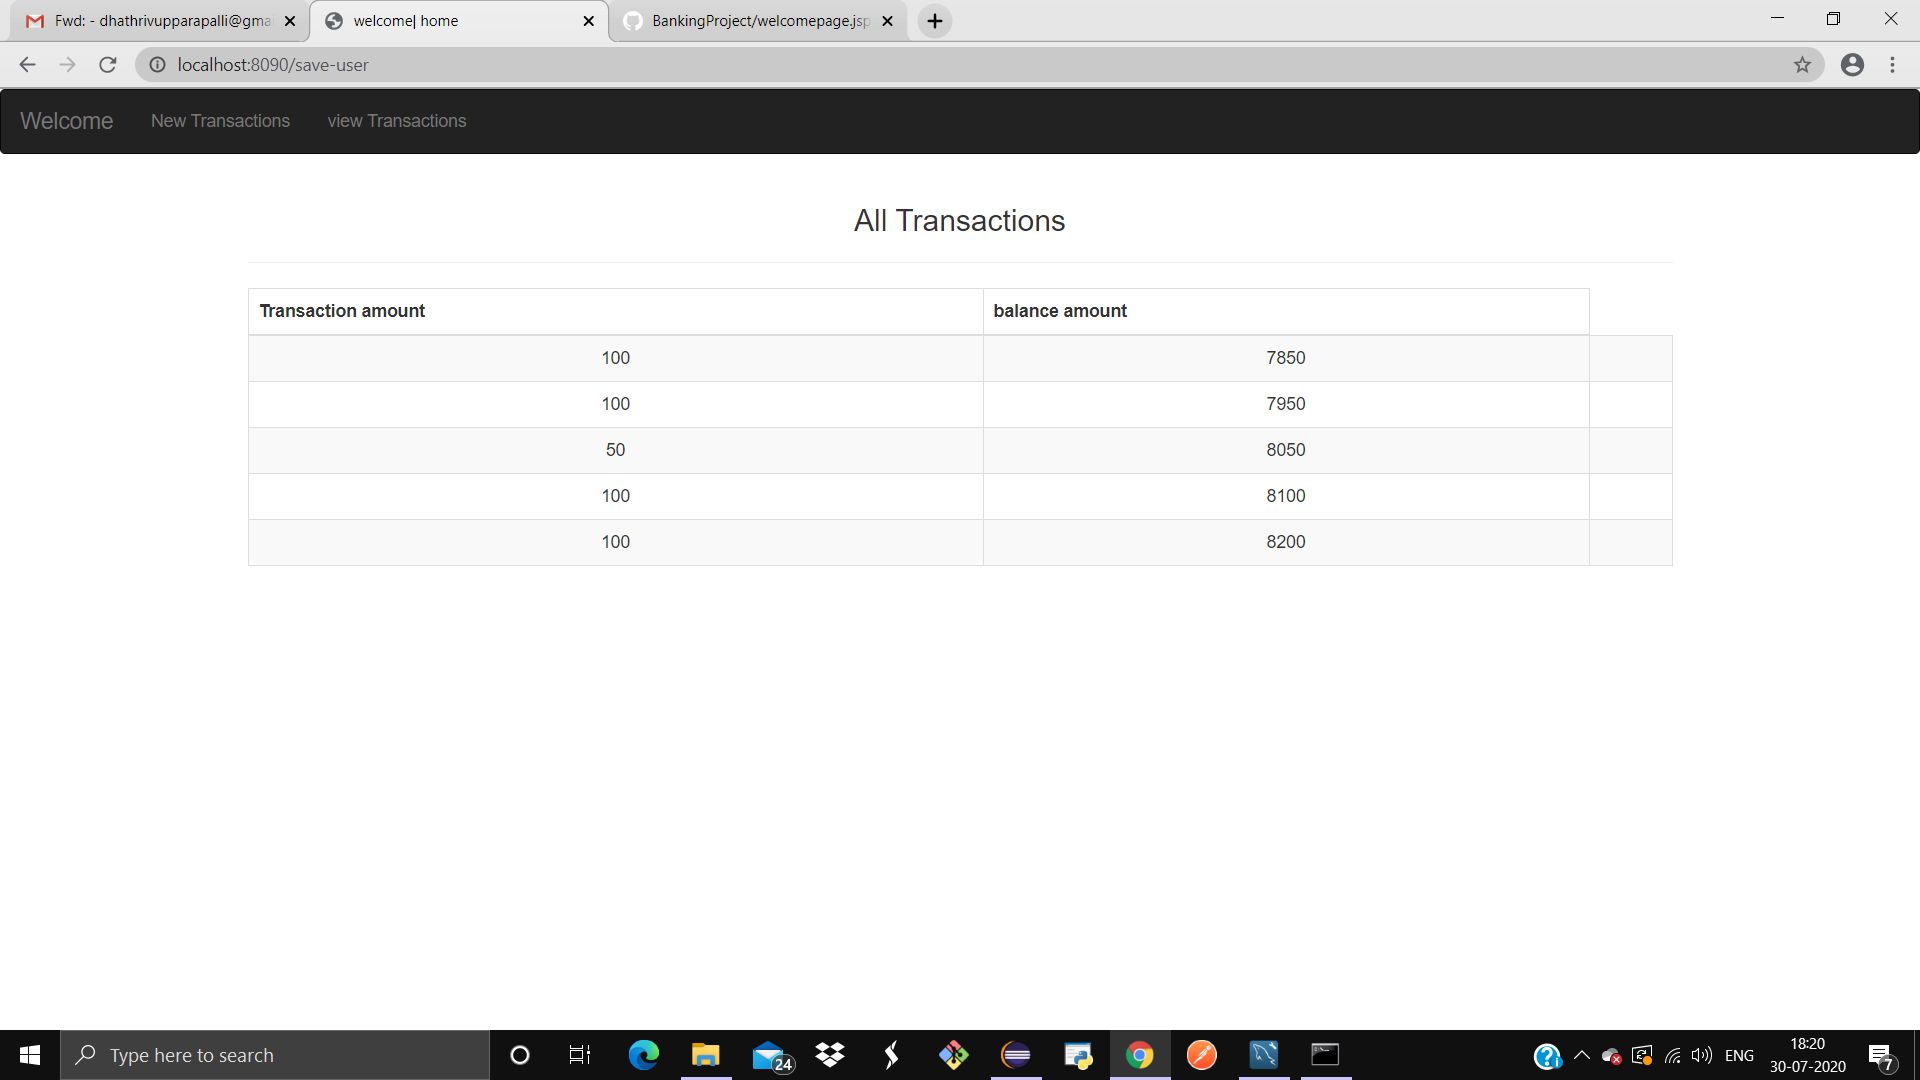 Fwd: - dhathrivupparapalli@gma
welcome| home
BankingProject/welcomepage.jsp
localhost:8090/save-user
Welcome New Transactions view Transactions
All Transactions
Transaction amount balance amount
100 7850
100 7950
50 8050
100 8100
100 8200
Type here to search
24
ENG
18:20
30-07-2020
7